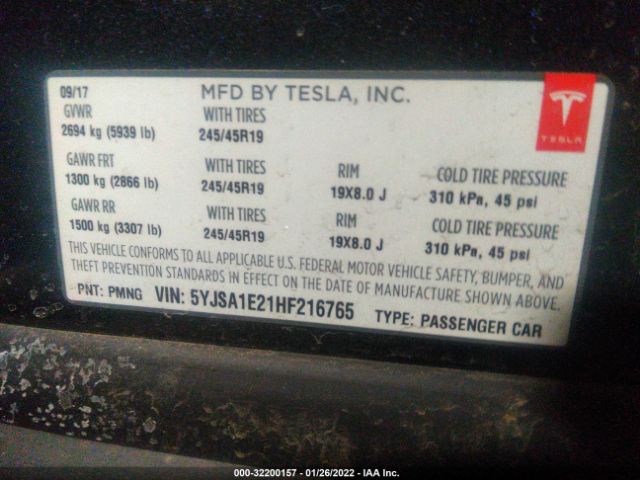 09/17 MFD BY TESLA, INC.
GVWR WITH TIRES
2694 kg (5939 lb) 245/45R19
TESLA
GAWR FRT WITH TIRES RIM COLD TIRE PRESSURE
1300 kg (2866 lb) 245/45R19 19X8.0 J 310 kPa, 45 psi
GAWR RR WITH TIRES RIM COLD TIRE PRESSURE
1500 kg (3307 lb) 245/45R19 19X8.0 J 310 kPa, 45 psi
THIS VEHICLE CONFORMS TO ALL APPLICABLE U.S. FEDERAL MOTOR VEHICLE SAFETY, BUMPER, AND
THEFT PREVENTION STANDARDS IN EFFECT ON THE DATE OF MANUFACTURE SHOWN ABOVE.
PNT: PMNG VIN: 5YJSA1E21HF216765 TYPE: PASSENGER CAR
000-32200157 - 01/26/2022 - IAA Inc.